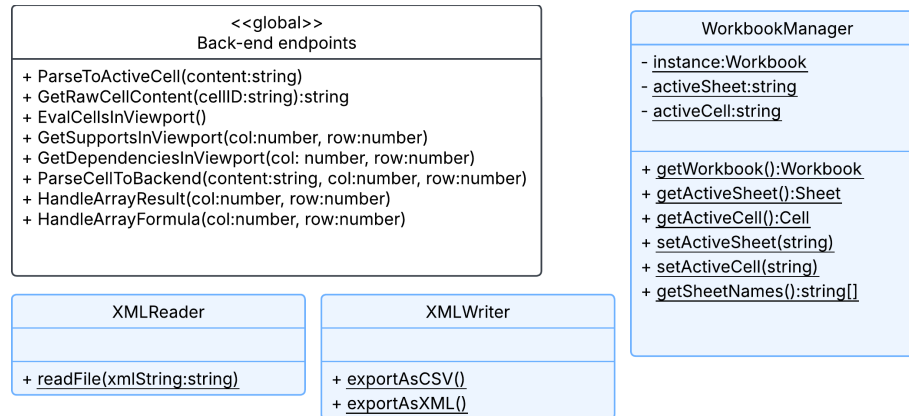 <<global>>
Back-end endpoints
+ ParseToActiveCell(content:string)
+ GetRawCellContent(cellID:string):string
+ EvalCellsInViewport()
+ GetSupportsInViewport(col:number, row:number)
+ GetDependenciesInViewport(col: number, row:number)
+ ParseCellToBackend(content:string, col:number, row:number)
+ HandleArrayResult(col:number, row:number)
+ HandleArrayFormula(col:number, row:number)
WorkbookManager
- instance:Workbook
- activeSheet:string
- activeCell:string
+ getWorkbook():Workbook
+ getActiveSheet():Sheet
+ getActiveCell():Cell
+ setActiveSheet(string)
+ setActiveCell(string)
+ getSheetNames():string[]
XMLReader
+ readFile(xmlString:string)
XMLWriter
+ exportAsCSV()
+ exportAsXML()